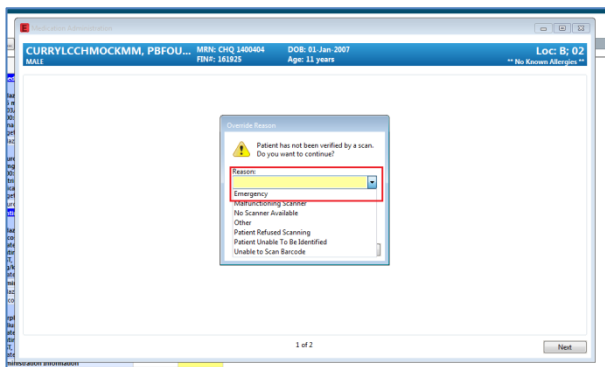 Medication Administration
CURRYLCCHMOCKMM, PBFOU... MRN: CHQ 1400404 DOB: 01-Jan-2007 Loc: B; 02
MALE FIN#: 161925 Age: 11 years ** No Known Allergies **
Override Reason
Patient has not been verified by a scan.
Do you want to continue?
Reason:
Emergency
Malfunctioning Scanner
No Scanner Available
Other
Patient Refused Scanning
Patient Unable To Be Identified
Unable to Scan Barcode
1 of 2
Next